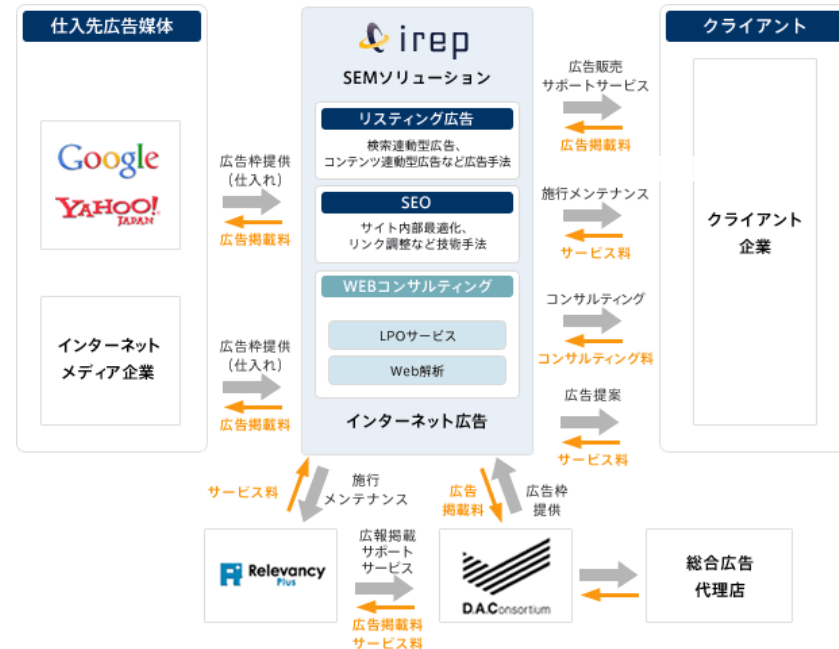 仕入先広告媒体
Google
YAHOO!
JAPAN
インターネット
メディア企業
広告枠提供
(仕入れ)
広告掲載料
広告枠提供
(仕入れ)
広告掲載料
irep
SEMソリューション
リスティング広告
検索連動型広告、
コンテンツ連動型広告など広告手法
SEO
サイト内部最適化、
リンク調整など技術手法
WEBコンサルティング
LPOサービス
Web解析
インターネット広告
広告販売
サポートサービス
広告掲載料
施行メンテナンス
サービス料
コンサルティング
コンサルティング料
広告提案
サービス料
クライアント
クライアント
企業
サービス料
施行
メンテナンス
広告
掲載料
広告枠
提供
Relevancy
Plus
広報掲載
サポート
サービス
広告掲載料
サービス料
D.A.Consortium
総合広告
代理店